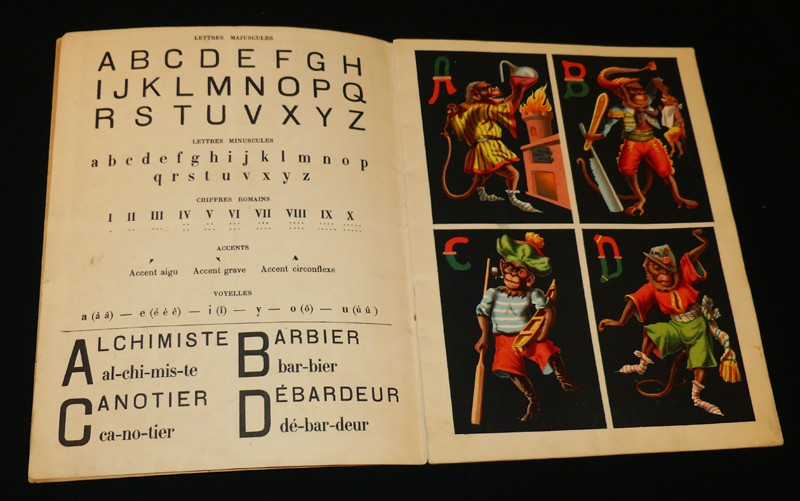 LETTRES MAJUSCULES
A B C D E F G H
I J K L M N O P Q
R S T U V X Y Z
LETTRES MINUSCULES
a b c d e f g h i j k l m n o p
q r s t u v x y z
CHIFFRES ROMAINS
I II III IV V VI VII VIII IX X
ACCENTS
Accent aigu Accent grave Accent circonflexe
VOYELLES
a (à â) — e (é è ê) — i (î) — y — o (ô) — u (ù û)
ALCHIMISTE
al-chi-mis-te
BARBIER
bar-bier
CANOTIER
ca-no-tier
DÉBARDEUR
dé-bar-deur
A
B
C
D